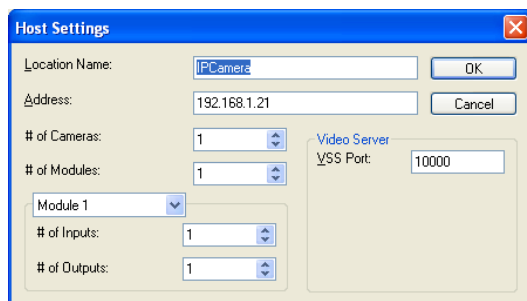 Host Settings
Location Name: IPCamera OK
Address: 192.168.1.21 Cancel
# of Cameras: 1
Video Server
# of Modules: 1
VSS Port: 10000
Module 1
# of Inputs: 1
# of Outputs: 1